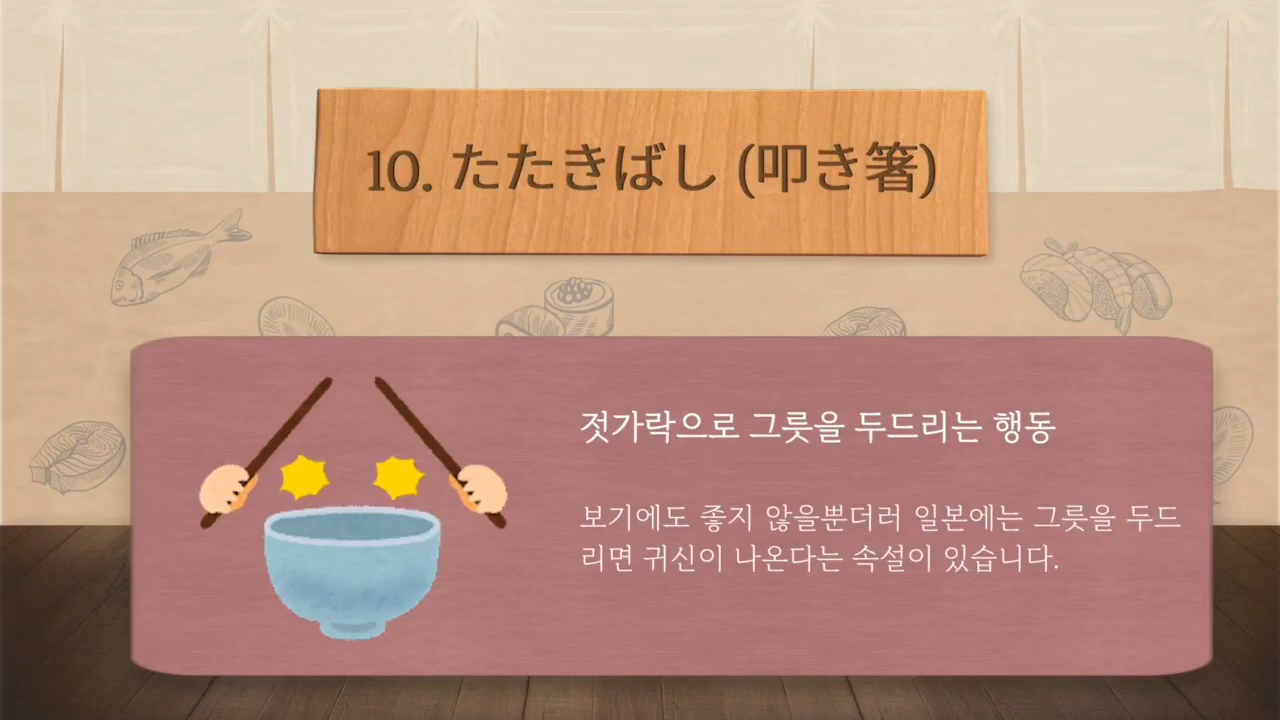 10. たたきばし (叩き箸)
젓가락으로 그릇을 두드리는 행동
보기에도 좋지 않을뿐더러 일본에는 그릇을 두드
리면 귀신이 나온다는 속설이 있습니다.